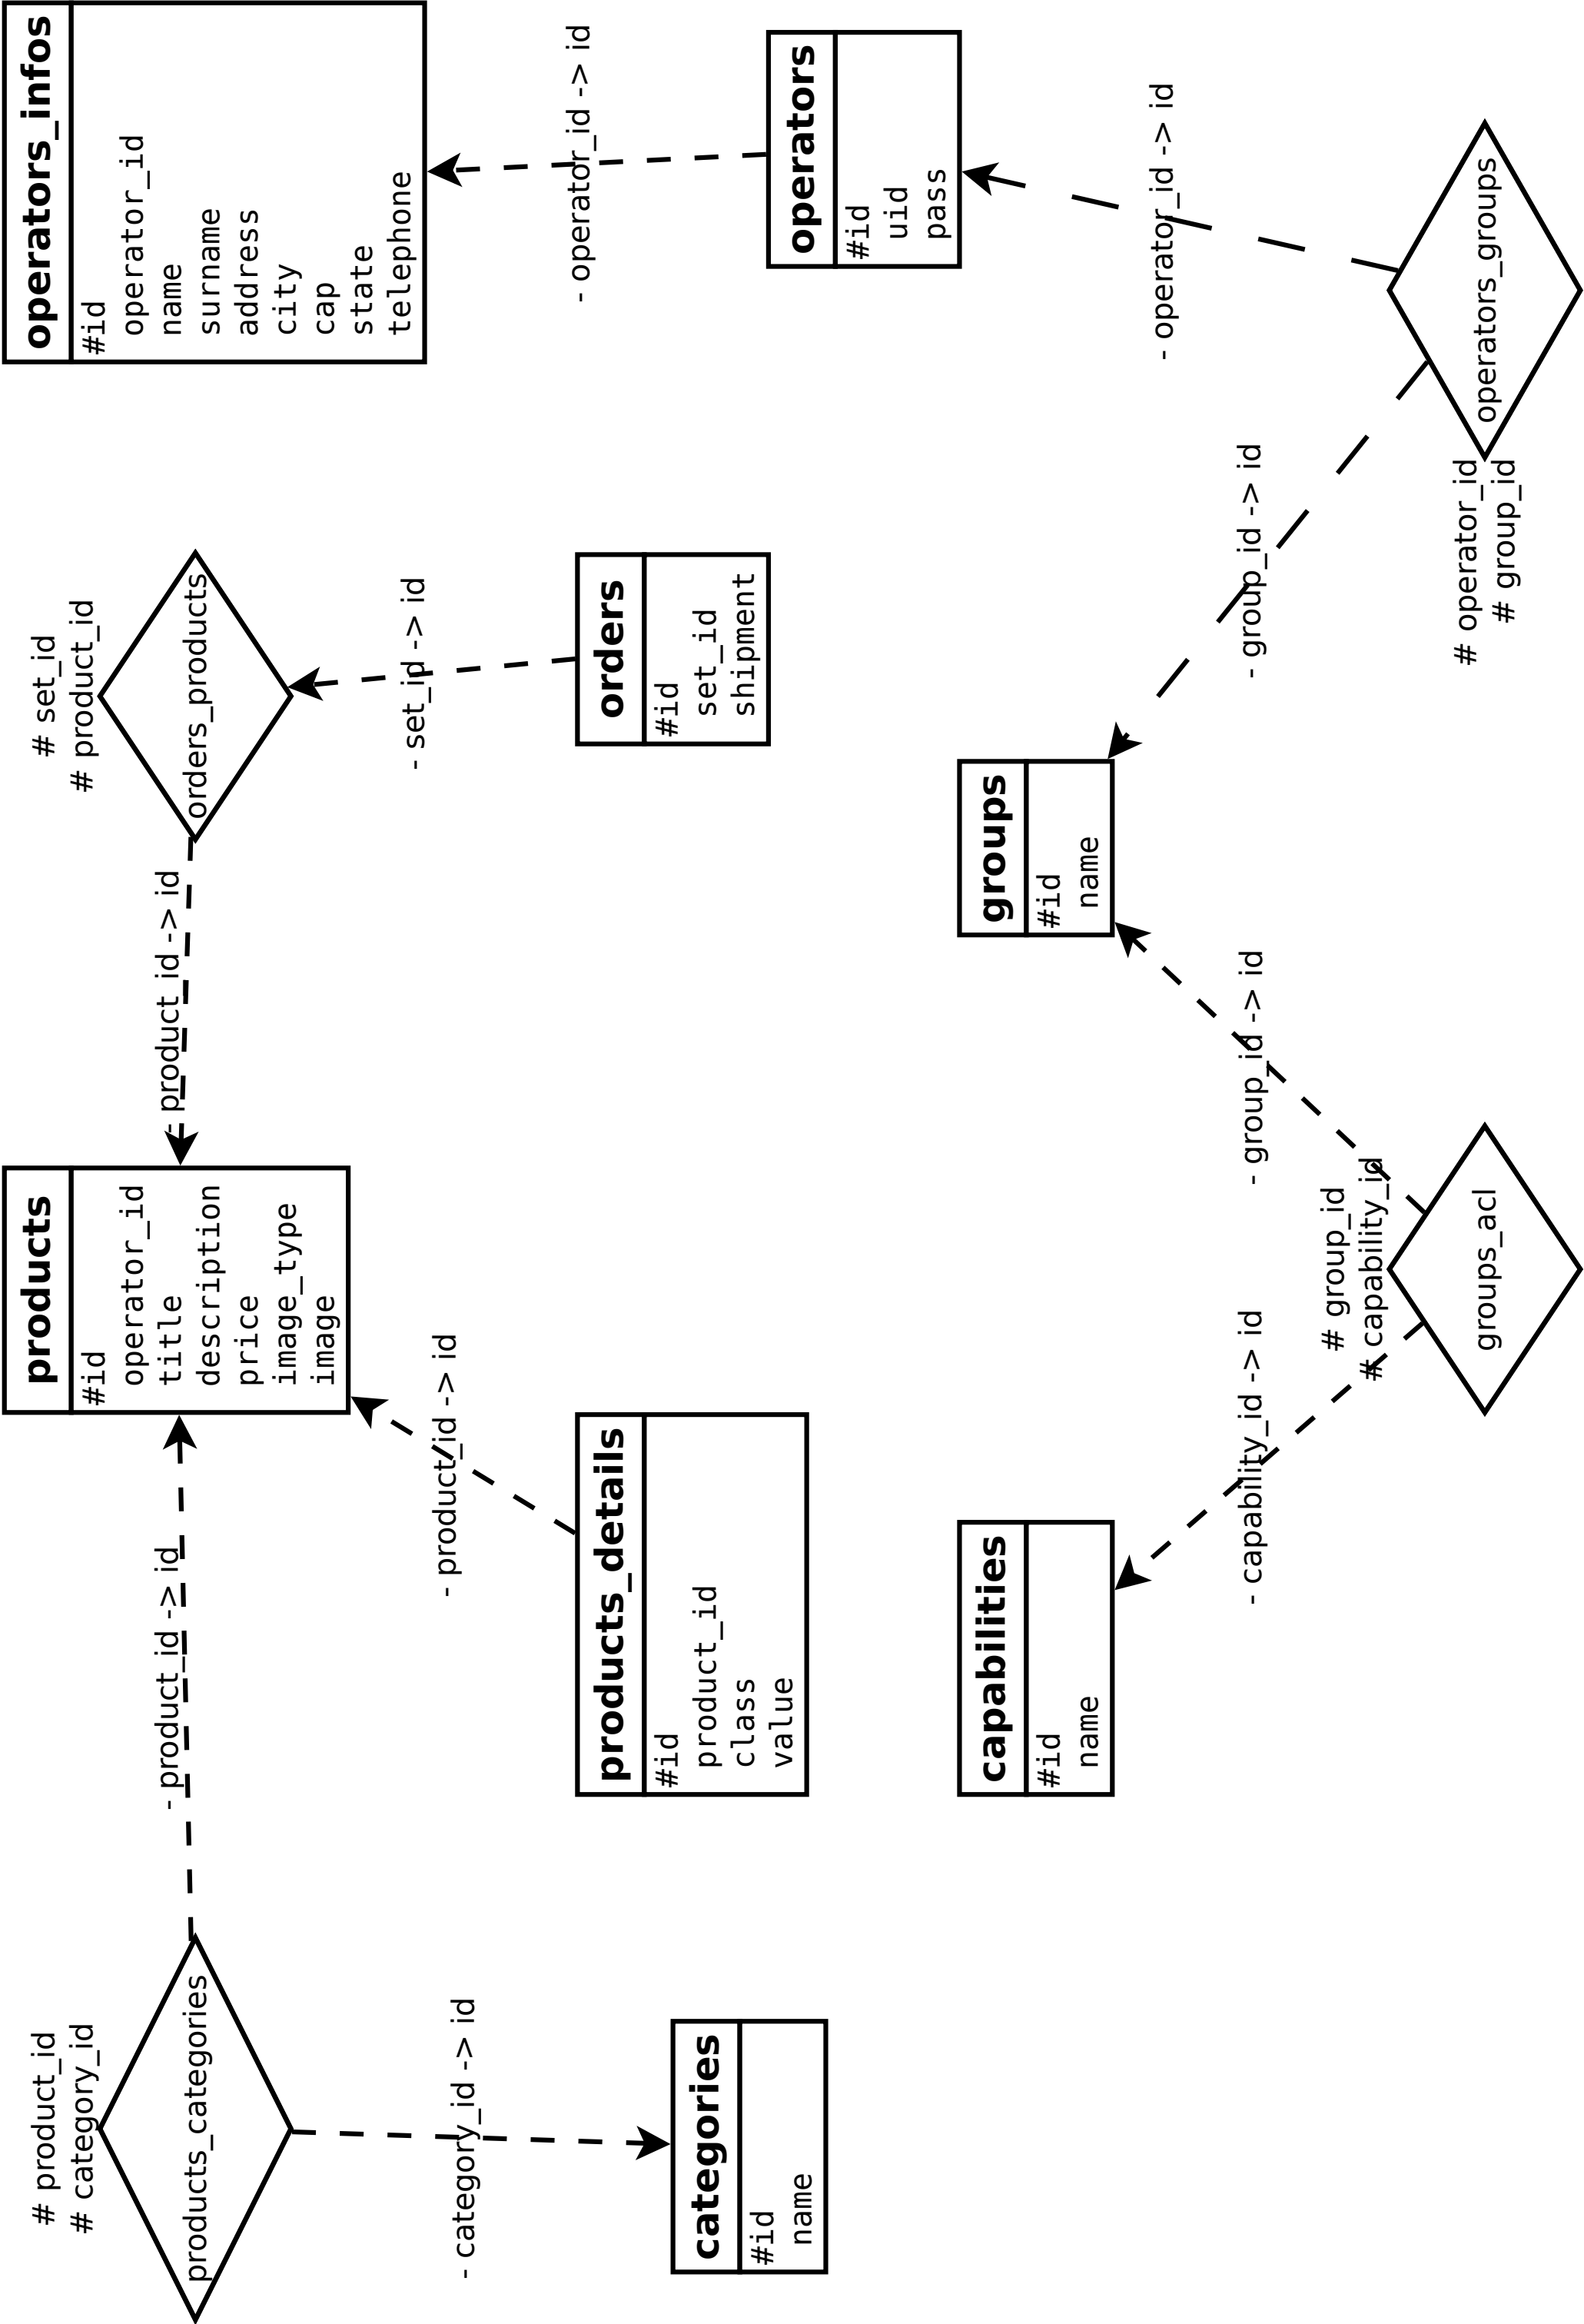 # product_id
# category_id
products_categories
- product_id -> id
products
#id
operator_id
title
description
price
image_type
image
- product_id -> id
# set_id
# product_id
orders_products
operators_infos
#id
operator_id
name
surname
address
city
cap
state
telephone
- category_id -> id
- product_id -> id
- set_id -> id
- operator_id -> id
categories
#id
name
products_details
#id
product_id
class
value
orders
#id
set_id
shipment
operators
#id
uid
pass
capabilities
#id
name
groups
#id
name
- capability_id -> id
- group_id -> id
- group_id -> id
- operator_id -> id
# group_id
# capability_id
groups_acl
# operator_id
# group_id
operators_groups